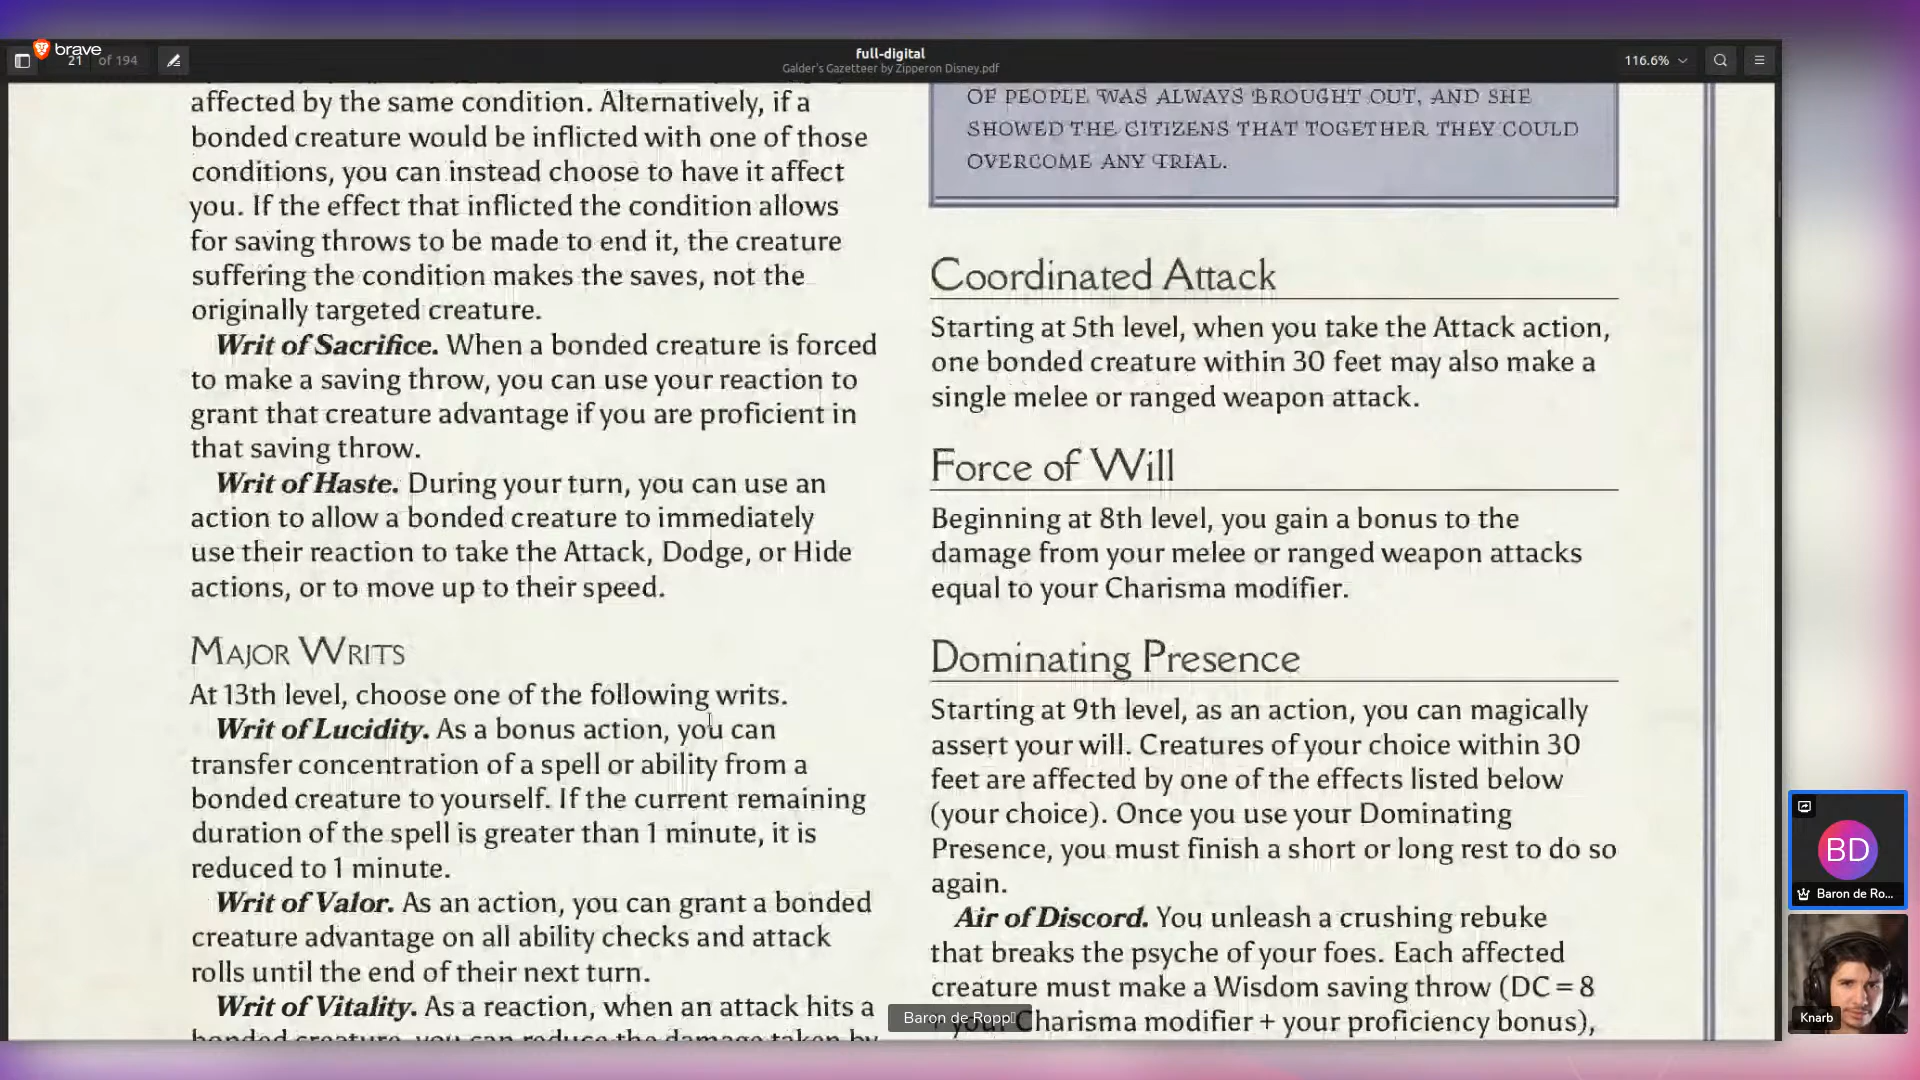 brave
21 of 194
full-digital
Galder's Gazetteer by Zipperon Disney.pdf
116.6%
affected by the same condition. Alternatively, if a
bonded creature would be inflicted with one of those
conditions, you can instead choose to have it affect
you. If the effect that inflicted the condition allows
for saving throws to be made to end it, the creature
suffering the condition makes the saves, not the
originally targeted creature.
Writ of Sacrifice. When a bonded creature is forced
to make a saving throw, you can use your reaction to
grant that creature advantage if you are proficient in
that saving throw.
Writ of Haste. During your turn, you can use an
action to allow a bonded creature to immediately
use their reaction to take the Attack, Dodge, or Hide
actions, or to move up to their speed.
Major Writs
At 13th level, choose one of the following writs.
Writ of Lucidity. As a bonus action, you can
transfer concentration of a spell or ability from a
bonded creature to yourself. If the current remaining
duration of the spell is greater than 1 minute, it is
reduced to 1 minute.
Writ of Valor. As an action, you can grant a bonded
creature advantage on all ability checks and attack
rolls until the end of their next turn.
Writ of Vitality. As a reaction, when an attack hits a
bonded creature, you can reduce the damage taken by
OF PEOPLE WAS ALWAYS BROUGHT OUT, AND SHE
SHOWED THE CITIZENS THAT TOGETHER THEY COULD
OVERCOME ANY TRIAL.
Coordinated Attack
Starting at 5th level, when you take the Attack action,
one bonded creature within 30 feet may also make a
single melee or ranged weapon attack.
Force of Will
Beginning at 8th level, you gain a bonus to the
damage from your melee or ranged weapon attacks
equal to your Charisma modifier.
Dominating Presence
Starting at 9th level, as an action, you can magically
assert your will. Creatures of your choice within 30
feet are affected by one of the effects listed below
(your choice). Once you use your Dominating
Presence, you must finish a short or long rest to do so
again.
Air of Discord. You unleash a crushing rebuke
that breaks the psyche of your foes. Each affected
creature must make a Wisdom saving throw (DC = 8
+ your Charisma modifier + your proficiency bonus),
Baron de Ropp
BD
Baron de Ro...
Knarb